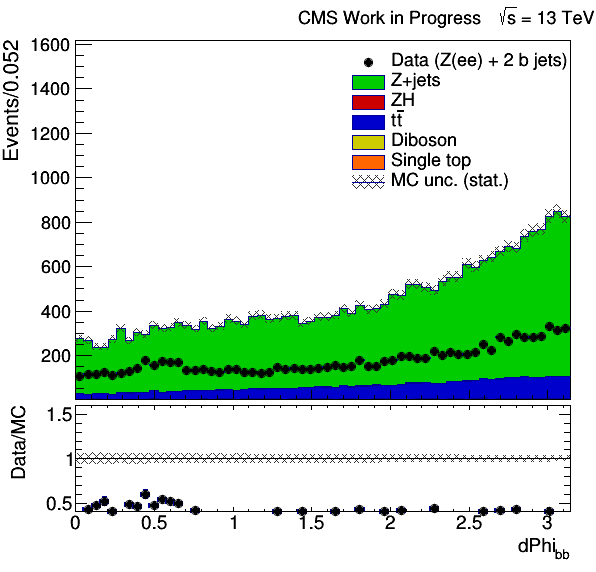 CMS Work in Progress √s = 13 TeV
Events/0.052
1600
1400
1200
1000
800
600
400
200
Data (Z(ee) + 2 b jets)
Z+jets
ZH
tt̄
Diboson
Single top
MC unc. (stat.)
Data/MC
1.5
1
0.5
0 0.5 1 1.5 2 2.5 3
dPhi_bb